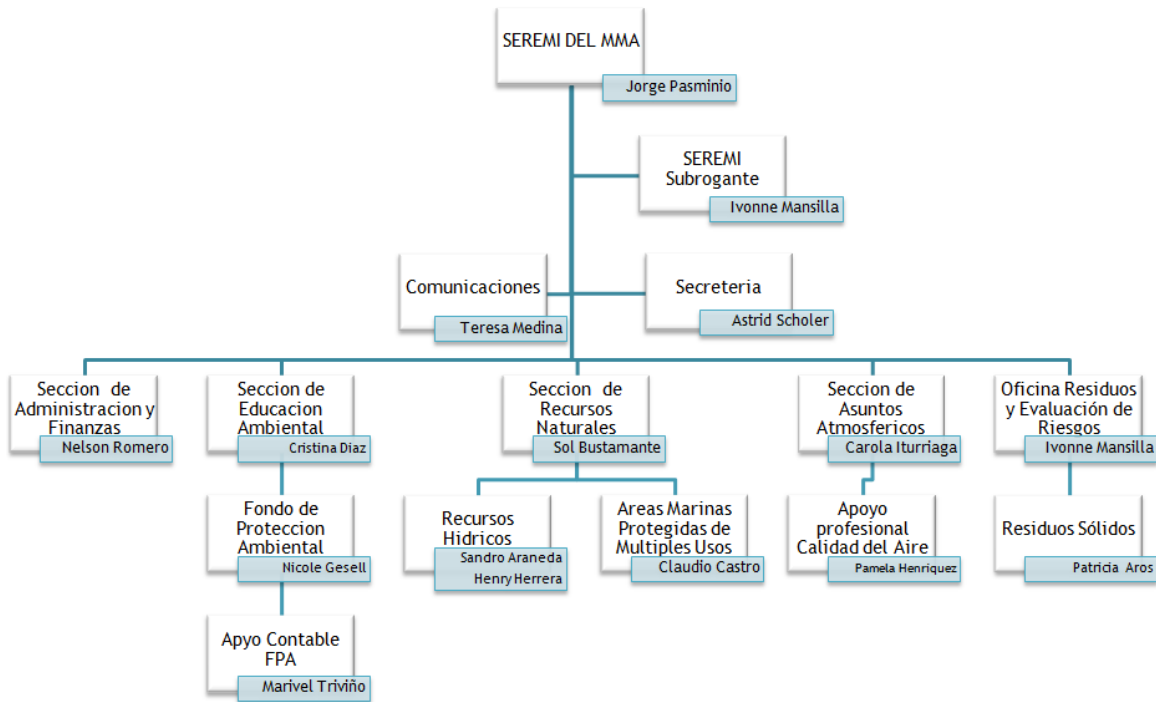 SEREMI DEL MMA
Jorge Pasminio
SEREMI
Subrogante
Ivonne Mansilla
Comunicaciones
Teresa Medina
Secreteria
Astrid Scholer
Seccion de
Administracion y
Finanzas
Nelson Romero
Seccion de
Educacion
Ambiental
Cristina Diaz
Seccion de
Recursos
Naturales
Sol Bustamante
Seccion de
Asuntos
Atmosfericos
Carola Iturriaga
Oficina Residuos
y Evaluación de
Riesgos
Ivonne Mansilla
Fondo de
Proteccion
Ambiental
Nicole Gesell
Recursos
Hidricos
Sandro Araneda
Henry Herrera
Areas Marinas
Protegidas de
Multiples Usos
Claudio Castro
Apoyo
profesional
Calidad del Aire
Pamela Henriquez
Residuos Sólidos
Patricia Aros
Apyo Contable
FPA
Marivel Triviño